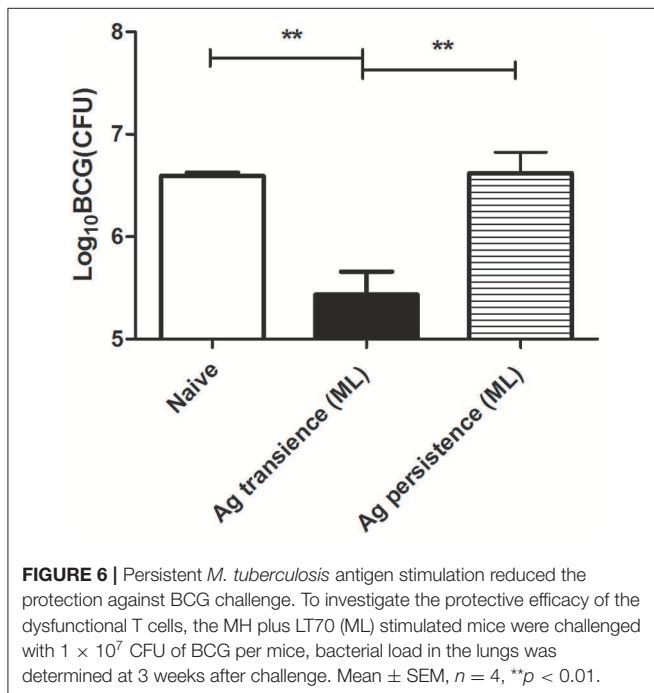 8
**
**
7
6
5
Log10BCG(CFU)
Naive
Ag transience (ML)
Ag persistence (ML)
FIGURE 6 | Persistent M. tuberculosis antigen stimulation reduced the
protection against BCG challenge. To investigate the protective efficacy of the
dysfunctional T cells, the MH plus LT70 (ML) stimulated mice were challenged
with 1 × 10⁷ CFU of BCG per mice, bacterial load in the lungs was
determined at 3 weeks after challenge. Mean ± SEM, n = 4, **p < 0.01.